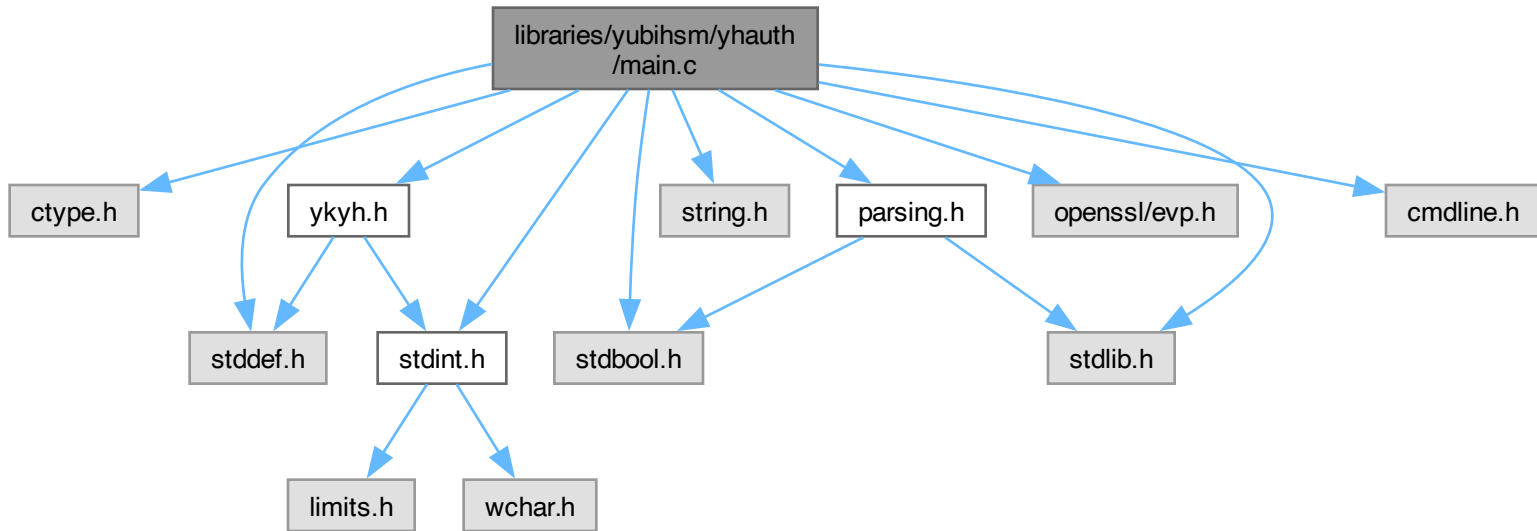 libraries/yubihsm/yhauth
/main.c
ctype.h
ykyh.h
string.h
parsing.h
openssl/evp.h
cmdline.h
stddef.h
stdint.h
stdbool.h
stdlib.h
limits.h
wchar.h